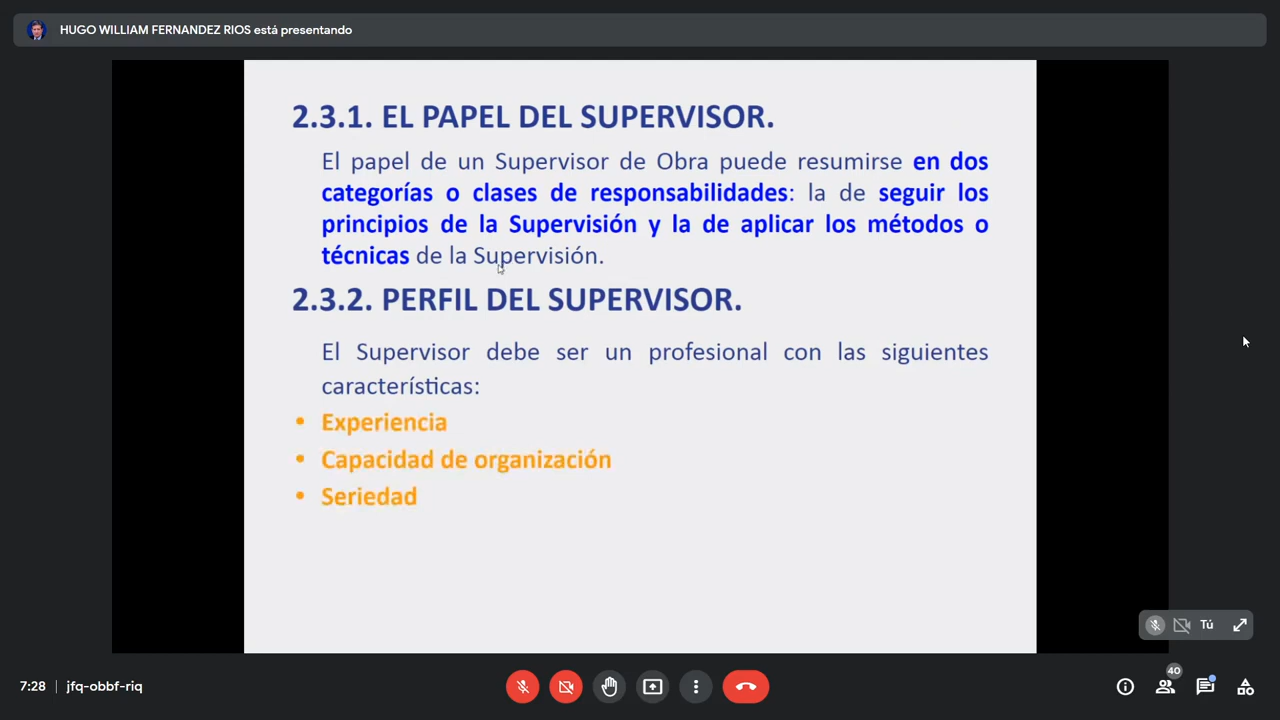 HUGO WILLIAM FERNANDEZ RIOS está presentando
2.3.1. EL PAPEL DEL SUPERVISOR.
El papel de un Supervisor de Obra puede resumirse en dos
categorías o clases de responsabilidades: la de seguir los
principios de la Supervisión y la de aplicar los métodos o
técnicas de la Supervisión.
2.3.2. PERFIL DEL SUPERVISOR.
El Supervisor debe ser un profesional con las siguientes
características:
• Experiencia
• Capacidad de organización
• Seriedad
Tú
7:28 | jfq-obbf-riq
40